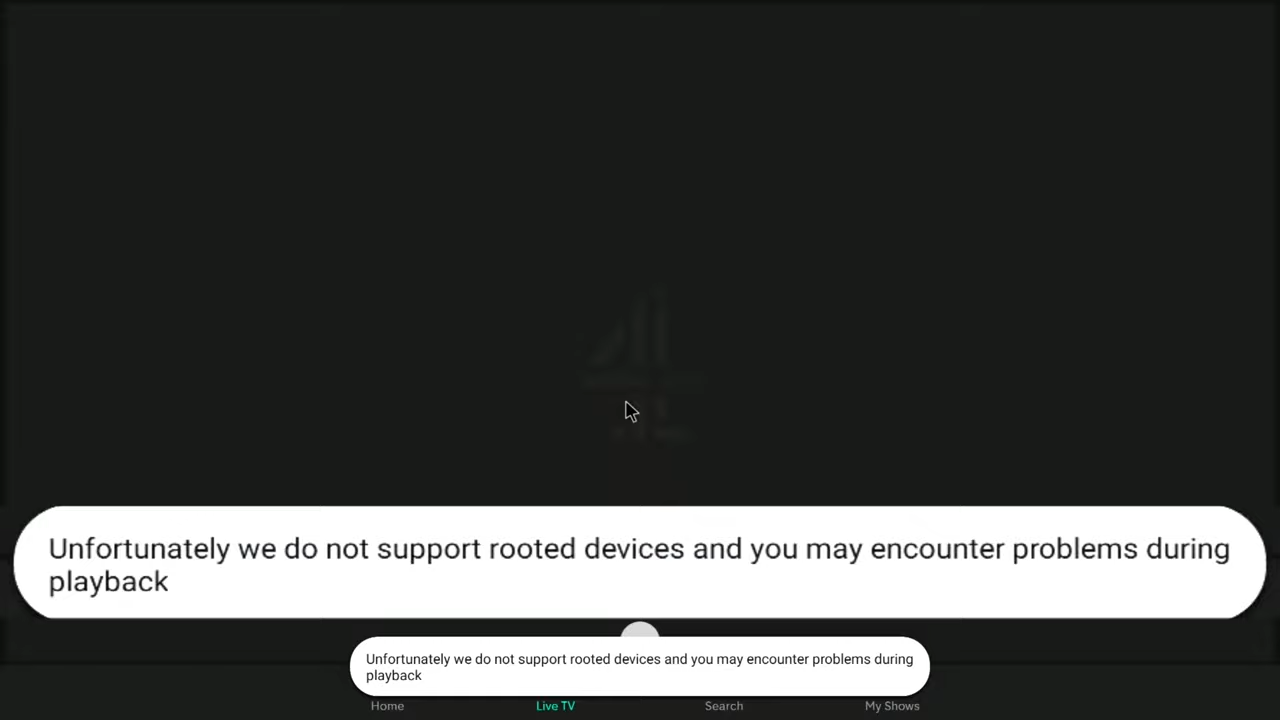 Unfortunately we do not support rooted devices and you may encounter problems during
playback
Unfortunately we do not support rooted devices and you may encounter problems during
playback
Home
Live TV
Search
My Shows